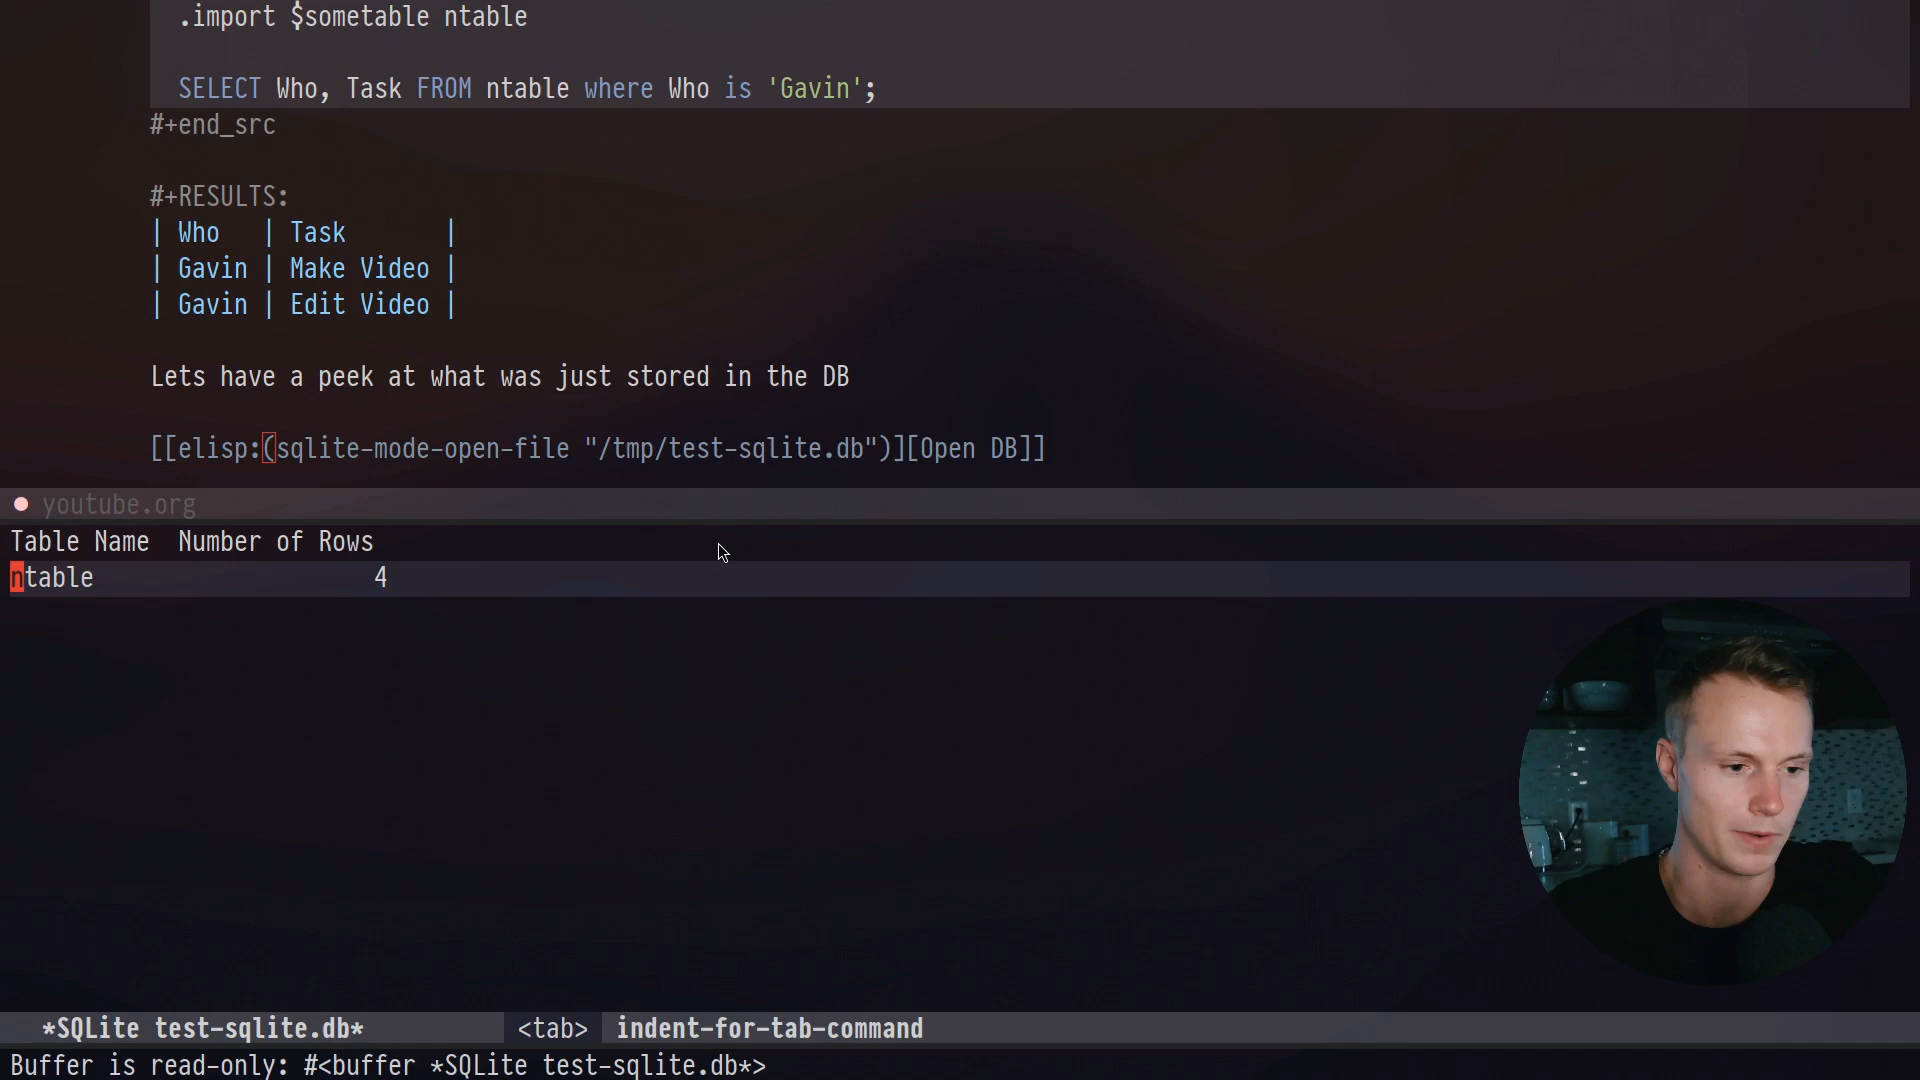 .import $sometable ntable
SELECT Who, Task FROM ntable where Who is 'Gavin';
#+end_src
#+RESULTS:
| Who   | Task       |
| Gavin | Make Video |
| Gavin | Edit Video |
Lets have a peek at what was just stored in the DB
[[elisp:(sqlite-mode-open-file "/tmp/test-sqlite.db")][Open DB]]
youtube.org
Table Name  Number of Rows
ntable                    4
*SQLite test-sqlite.db*  <tab>  indent-for-tab-command
Buffer is read-only: #<buffer *SQLite test-sqlite.db*>